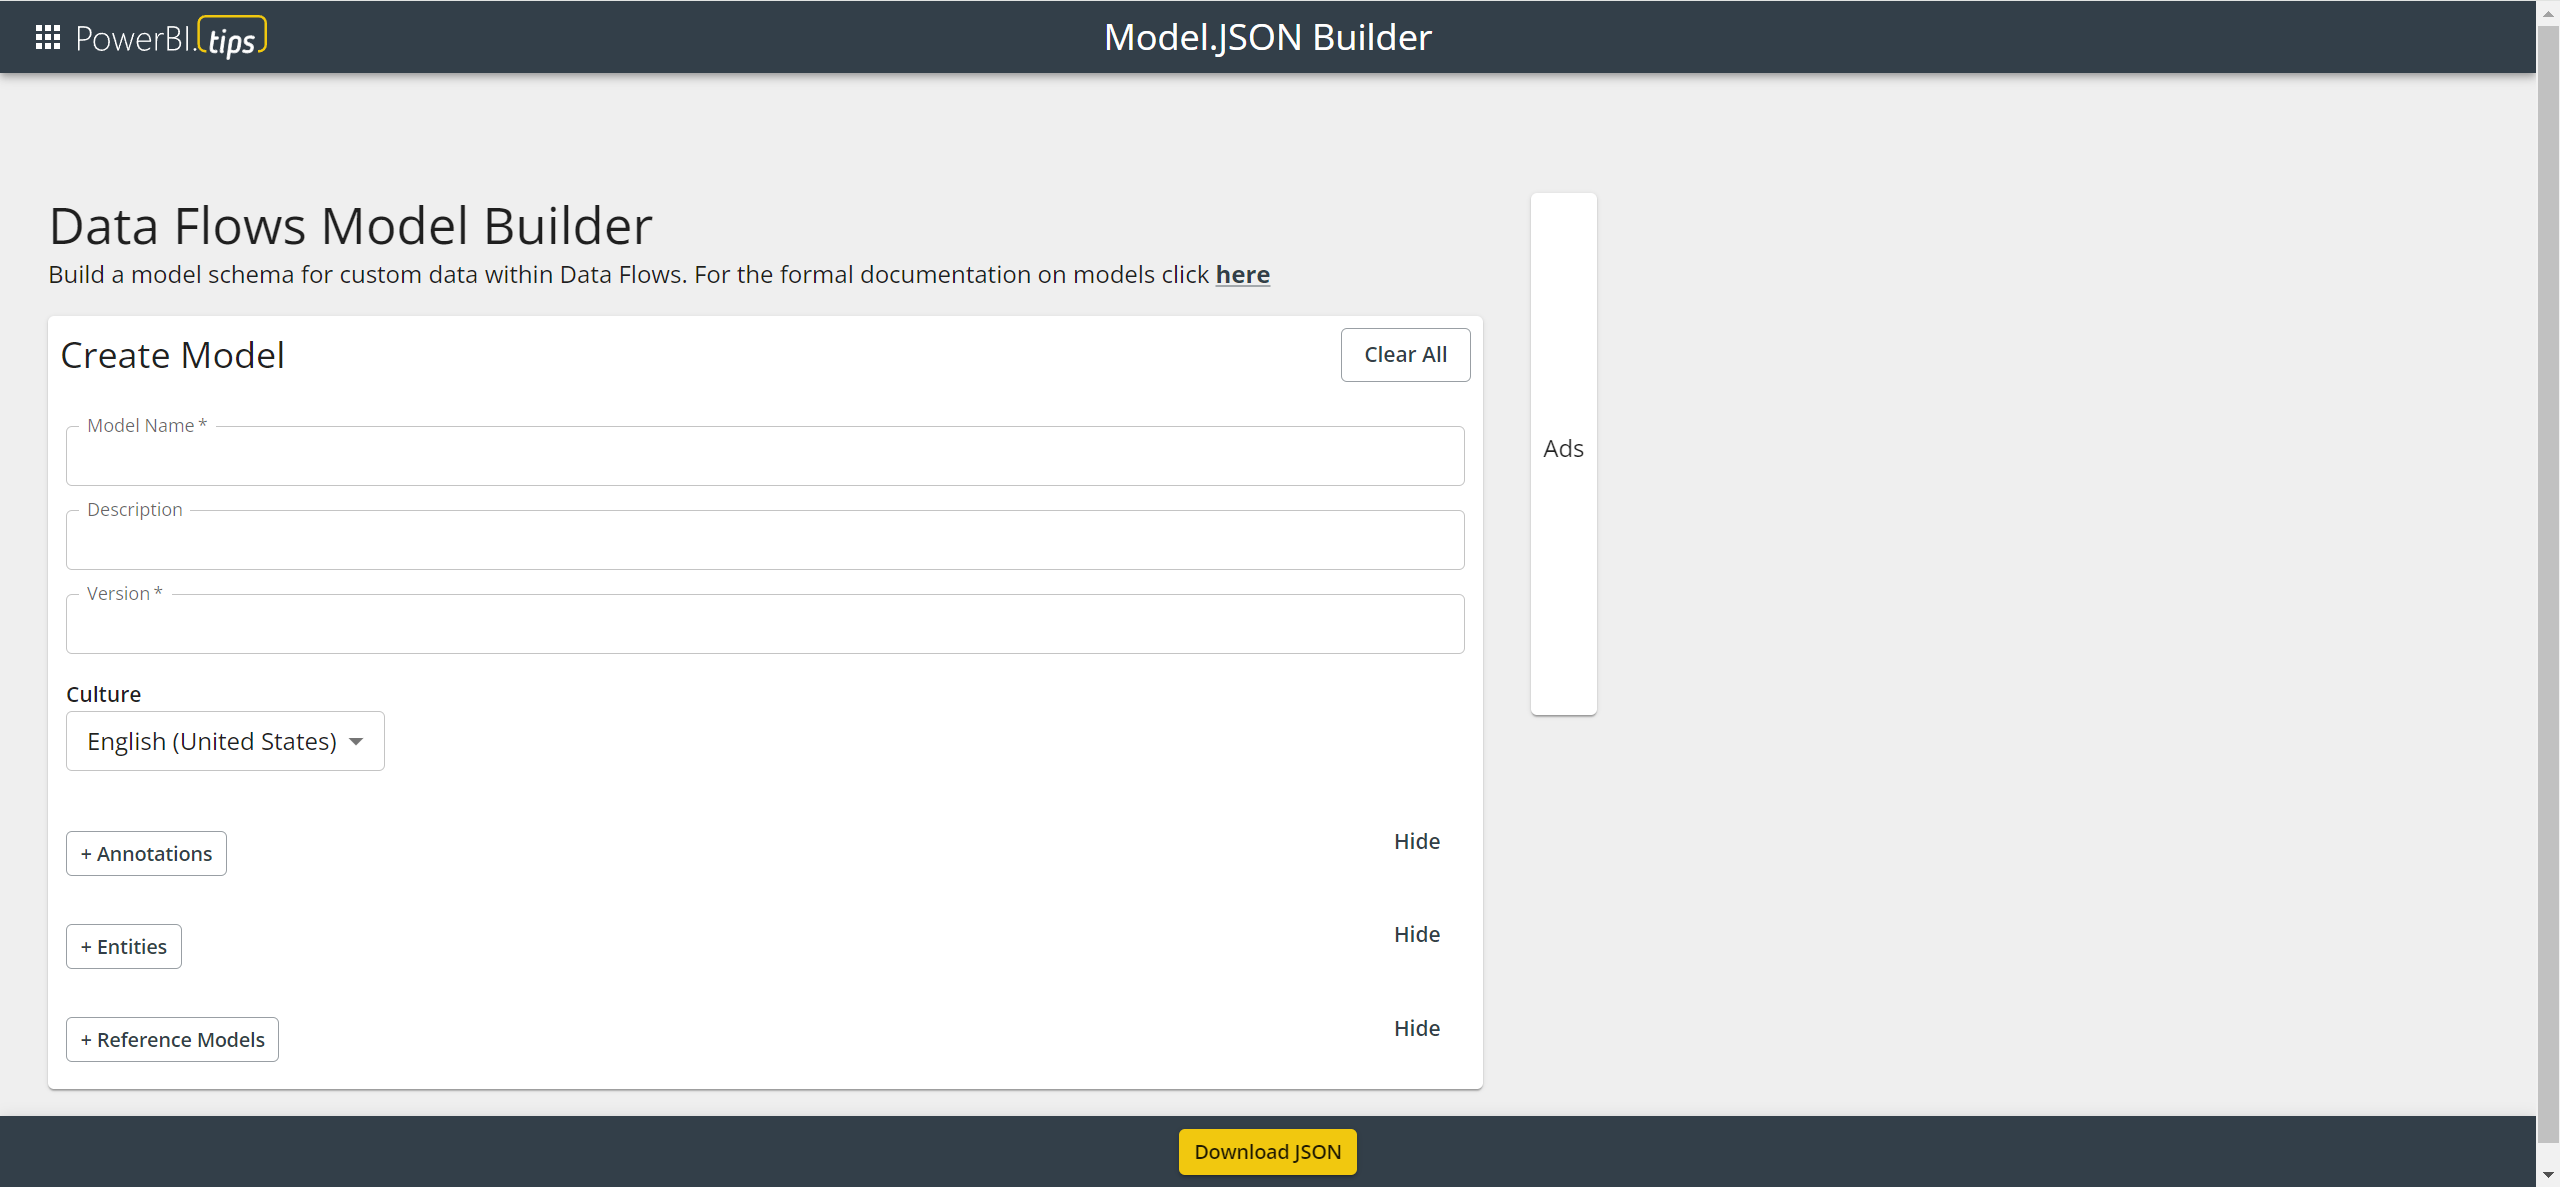 PowerBI.tips
Model.JSON Builder
Data Flows Model Builder
Build a model schema for custom data within Data Flows. For the formal documentation on models click here
Create Model
Clear All
Model Name *
Description
Version *
Culture
English (United States)
+ Annotations
Hide
+ Entities
Hide
+ Reference Models
Hide
Ads
Download JSON